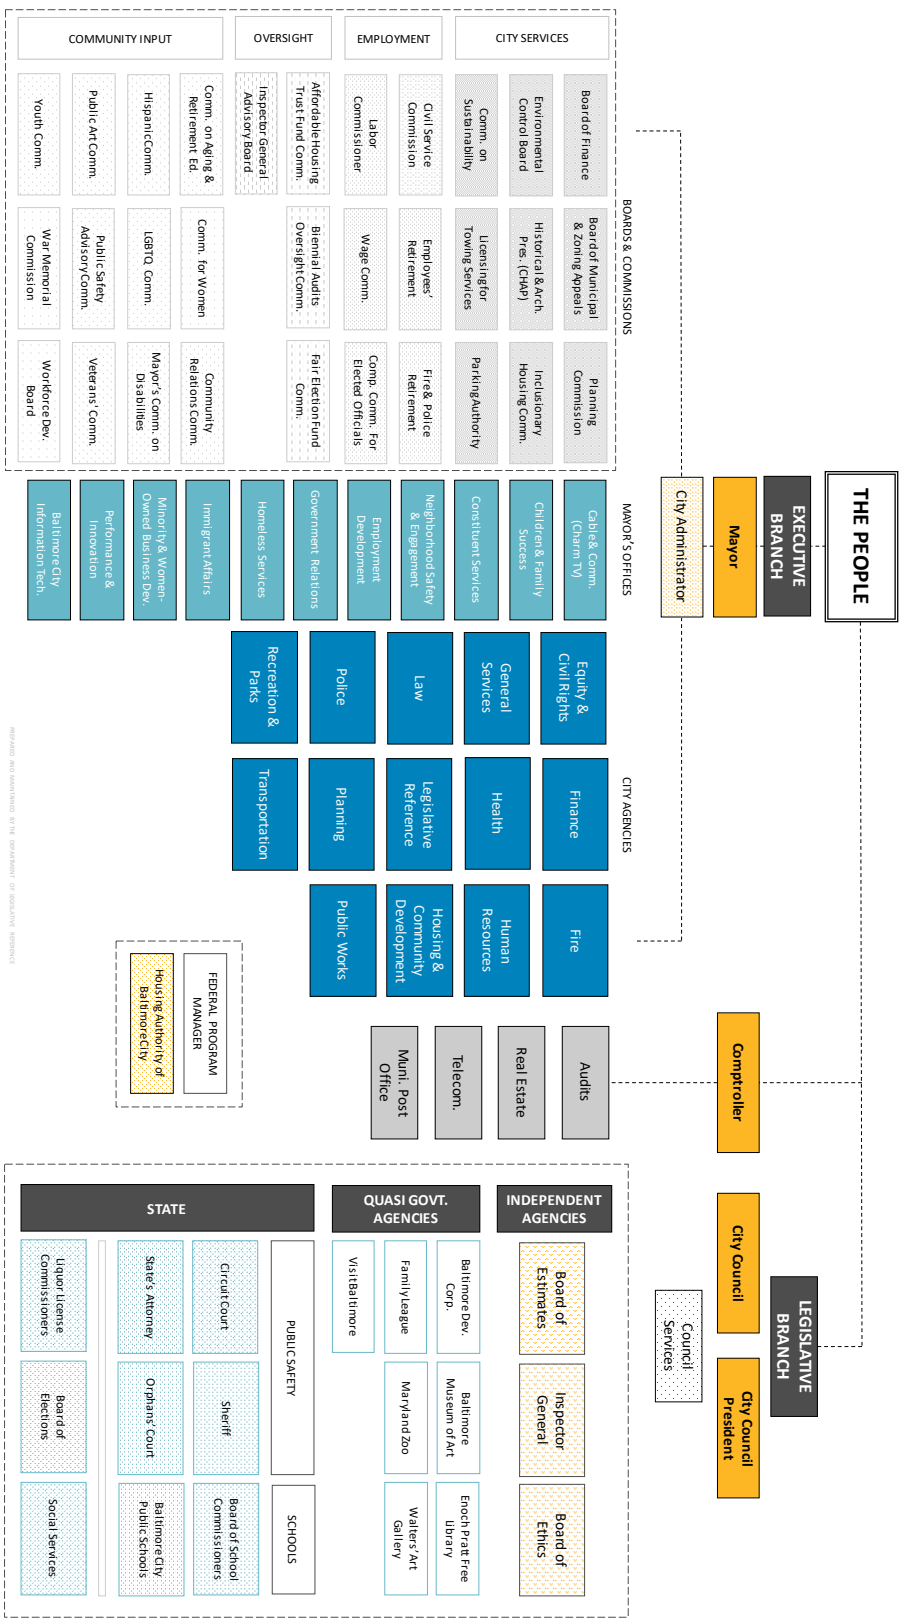 THE PEOPLE
EXECUTIVE
BRANCH
Mayor
City Administrator
Comptroller
LEGISLATIVE
BRANCH
City Council
City Council
President
Council
Services
BOARDS & COMMISSIONS
CITY SERVICES
Board of Finance
Board of Municipal
& Zoning Appeals
Planning
Commission
Environmental
Control Board
Historical & Arch.
Pres. (CHAP)
Inclusionary
Housing Comm.
Comm. on
Sustainability
Licensing for
Towing Services
Parking Authority
EMPLOYMENT
Civil Service
Commission
Employees'
Retirement
Fire & Police
Retirement
Labor
Commissioner
Wage Comm.
Comp. Comm. For
Elected Officials
OVERSIGHT
Affordable Housing
Trust Fund Comm.
Biennial Audits
Oversight Comm.
Fair Election Fund
Comm.
Inspector General
Advisory Board
COMMUNITY INPUT
Comm. on Aging &
Retirement Ed.
Comm. for Women
Community
Relations Comm.
Hispanic Comm.
LGBTQ Comm.
Mayor's Comm. on
Disabilities
Public Art Comm.
Public Safety
Advisory Comm.
Veterans' Comm.
Youth Comm.
War Memorial
Commission
Workforce Dev.
Board
MAYOR'S OFFICES
Cable & Comm.
(Charm TV)
Children & Family
Success
Constituent Services
Neighborhood Safety
& Engagement
Employment
Development
Government Relations
Homeless Services
Immigrant Affairs
Minority & Women-
Owned Business Dev.
Performance &
Innovation
Baltimore City
Information Tech.
CITY AGENCIES
Equity &
Civil Rights
Finance
Fire
General
Services
Health
Human
Resources
Law
Legislative
Reference
Housing &
Community
Development
Police
Planning
Public Works
Recreation &
Parks
Transportation
Audits
Real Estate
Telecom.
Muni. Post
Office
FEDERAL PROGRAM
MANAGER
Housing Authority of
Baltimore City
INDEPENDENT
AGENCIES
Board of
Estimates
Inspector
General
Board of
Ethics
QUASI GOVT.
AGENCIES
Baltimore Dev.
Corp.
Baltimore
Museum of Art
Enoch Pratt Free
Library
Family League
Maryland Zoo
Walters' Art
Gallery
Visit Baltimore
STATE
PUBLIC SAFETY
SCHOOLS
Circuit Court
Sheriff
Board of School
Commissioners
State's Attorney
Orphans' Court
Baltimore City
Public Schools
Liquor License
Commissioners
Board of
Elections
Social Services
PREPARED AND MAINTAINED BY THE DEPARTMENT OF LEGISLATIVE REFERENCE